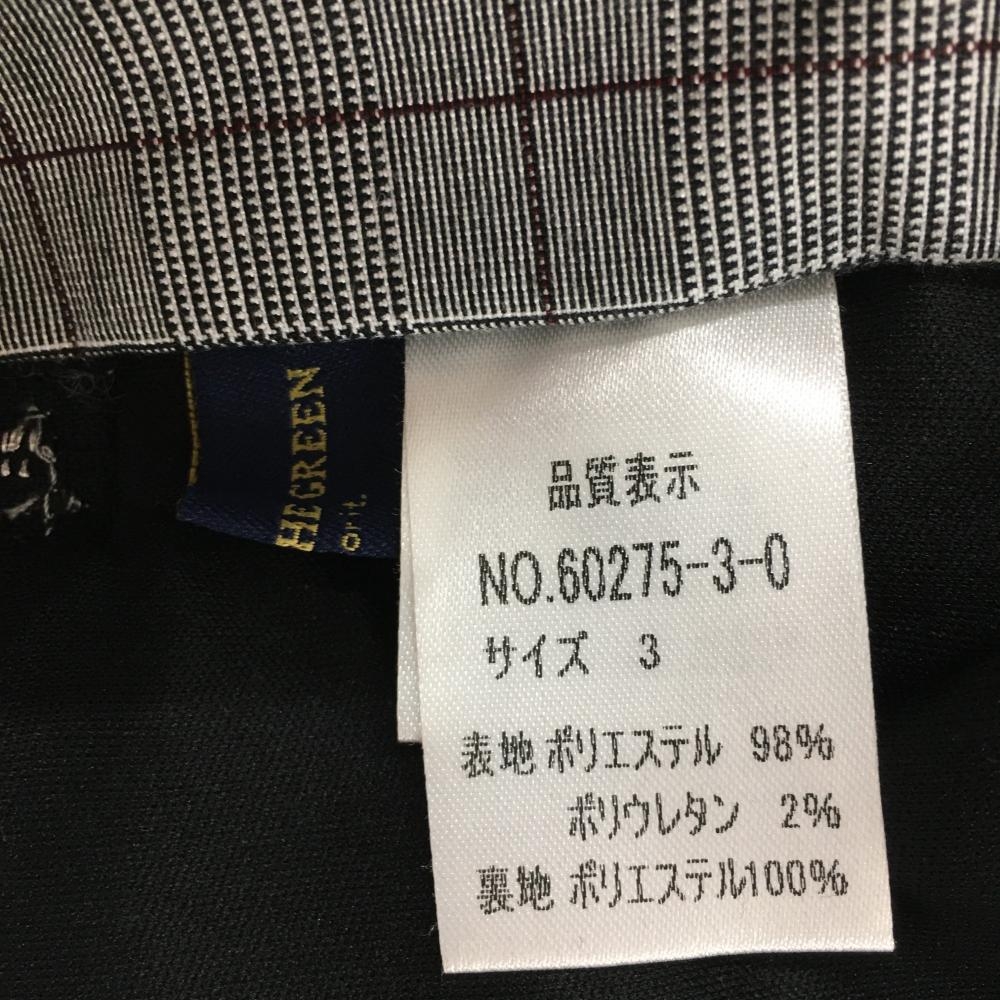 HE GREEN
orit.
品質表示
NO.60275-3-0
サイズ 3
表地 ポリエステル 98%
ポリウレタン 2%
裏地 ポリエステル100%